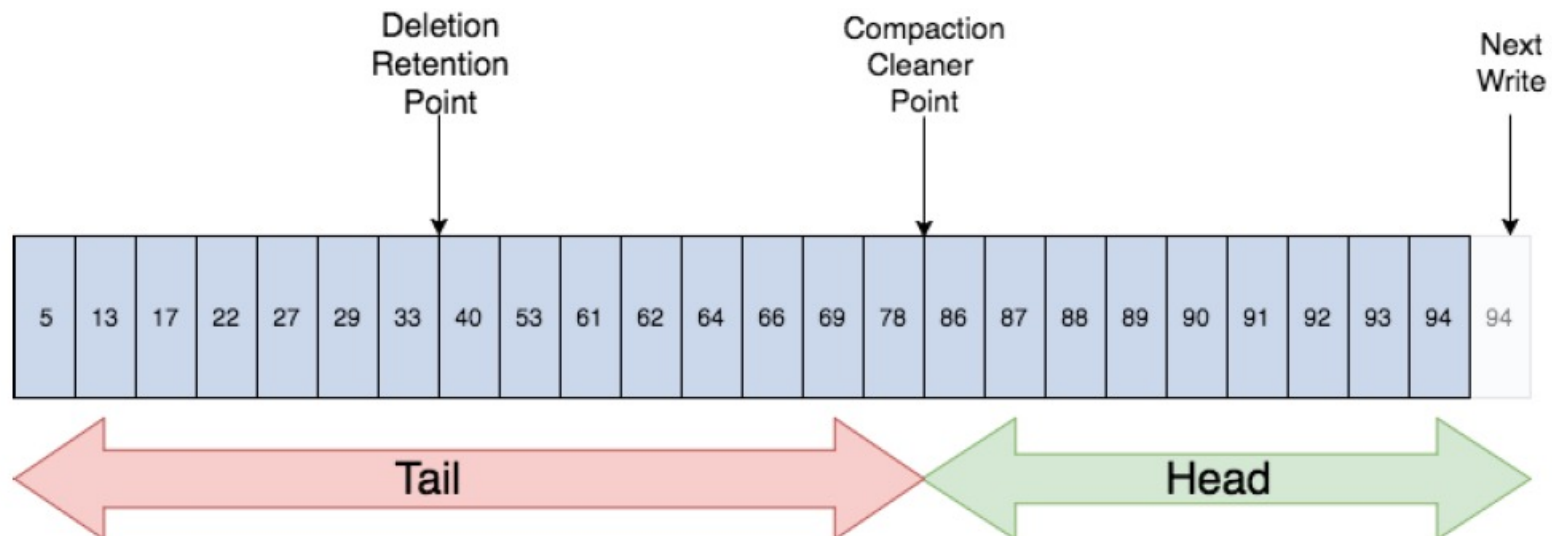 Deletion
Retention
Point
Compaction
Cleaner
Point
Next
Write
5 13 17 22 27 29 33 40 53 61 62 64 66 69 78 86 87 88 89 90 91 92 93 94 94
Tail Head